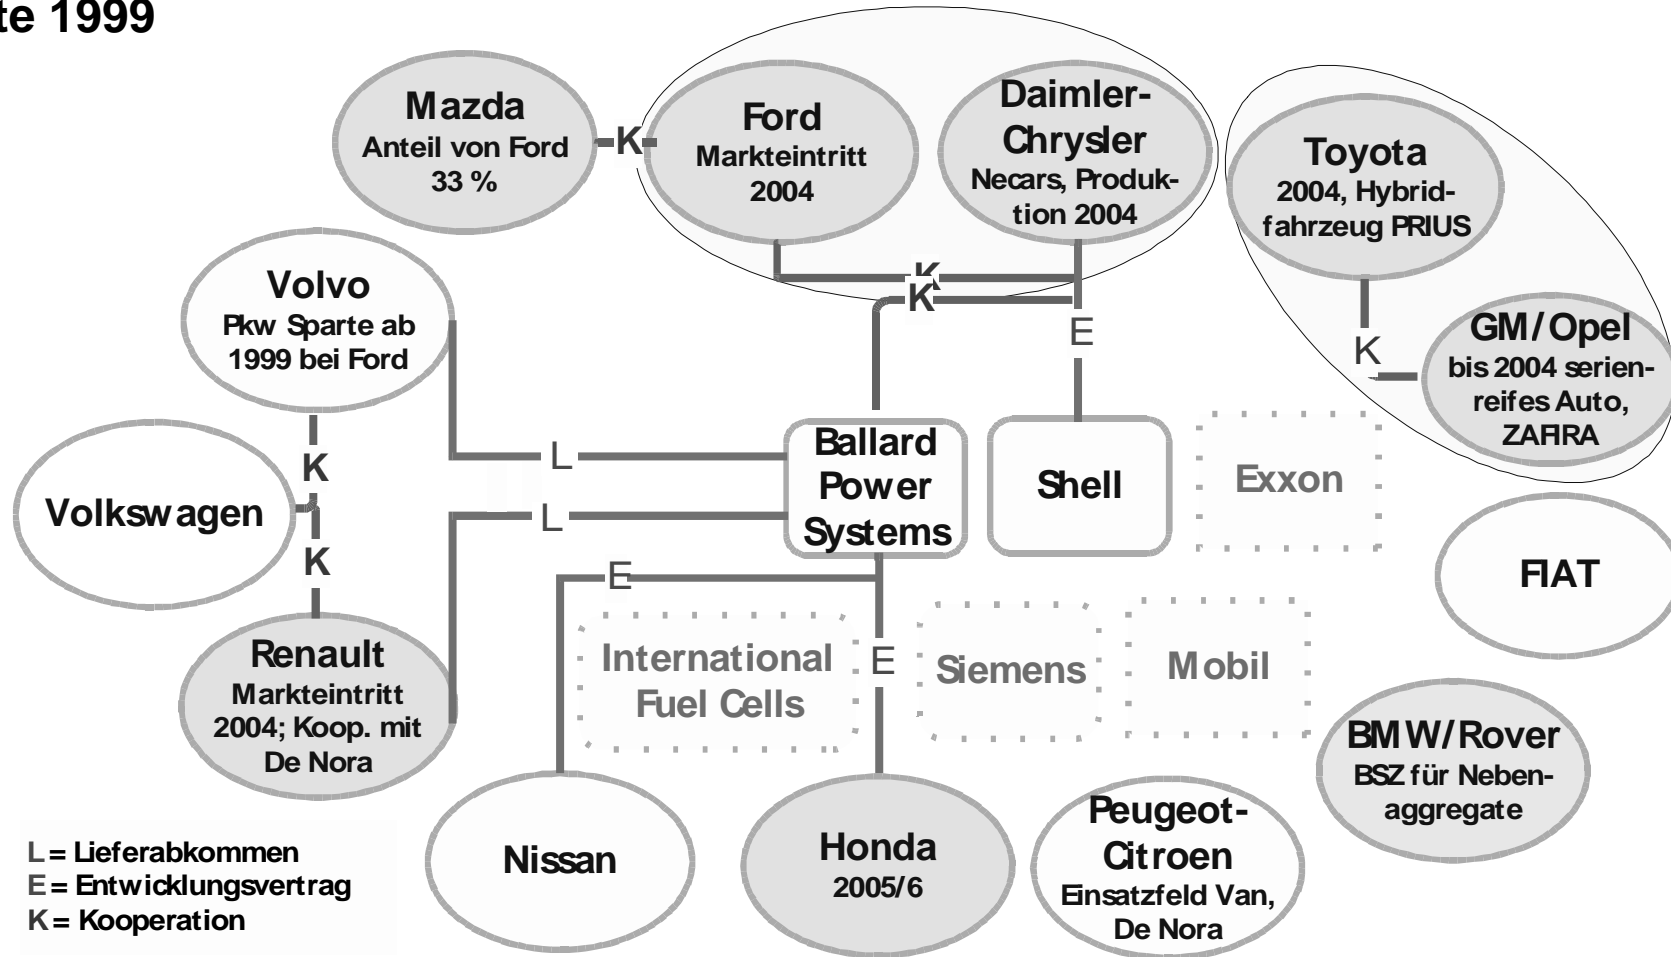 te 1999
Mazda
Anteil von Ford
33 %
K
Ford
Markteintritt
2004
Daimler-
Chrysler
Necars, Produk-
tion 2004
Toyota
2004, Hybrid-
fahrzeug PRIUS
K
K
E
K
GM/Opel
bis 2004 serien-
reifes Auto,
ZAFIRA
Volvo
Pkw Sparte ab
1999 bei Ford
K
Volkswagen
K
L
L
Ballard
Power
Systems
Shell
Exxon
FIAT
Renault
Markteintritt
2004; Koop. mit
De Nora
E
International
Fuel Cells
E
Siemens
Mobil
BMW/Rover
BSZ für Neben-
aggregate
Nissan
Honda
2005/6
Peugeot-
Citroen
Einsatzfeld Van,
De Nora
L = Lieferabkommen
E = Entwicklungsvertrag
K = Kooperation